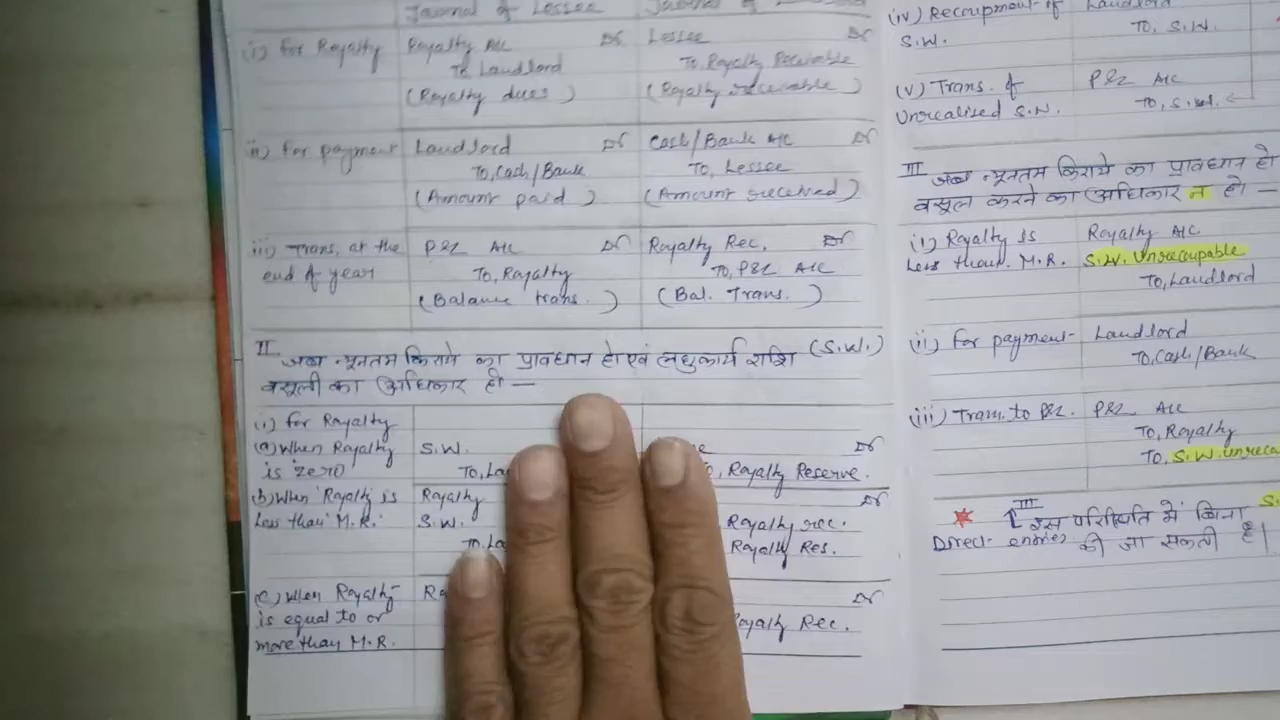 Journal of Lessee
(i) For Royalty
Royalty A/c Dr
To Landlord
(Royalty dues)
Lessee Dr
To, Royalty Receivable
(Royalty receivable)
ii) For payment
Landlord Dr
To, Cash/Bank
(Amount paid)
Cash/Bank A/c Dr
To, Lessee
(Amount received)
iii) Trans. at the
end of year
P&L A/c Dr
To, Royalty
(Balance trans.)
Royalty Rec. Dr
To, P&L A/c
(Bal. Trans.)
II जब न्यूनतम किराये का प्रावधान हो एवं लघुकार्य राशि (S.W.)
वसूली का अधिकार हो —
(i) For Royalty
(a) When Royalty
is 'zero'
S.W.
Dr
Royalty Reserve.
(b) When Royalty is
Less than M.R.
Royalty
S.W.
Dr
Royalty rec.
Royalty Res.
(c) When Royalty
is equal to or
more than M.R.
Dr
Royalty Rec.
(iv) Recoupment of
S.W.
Landlord
To, S.W.
(v) Trans. of
Unrealised S.W.
P&L A/c
To, S.W.
III जब न्यूनतम किराये का प्रावधान हो
वसूल करने का अधिकार न हो —
(i) Royalty is
Less than M.R.
Royalty A/c
S.W. Unrecoupable
To, Landlord
(ii) For payment-
Landlord
To, Cash/Bank
(iii) Tram. to P&L.
P&L A/c
To, Royalty
To, S.W. unreco
III
इस परिस्थिति में बिना
Direct- entries की जा सकती है।